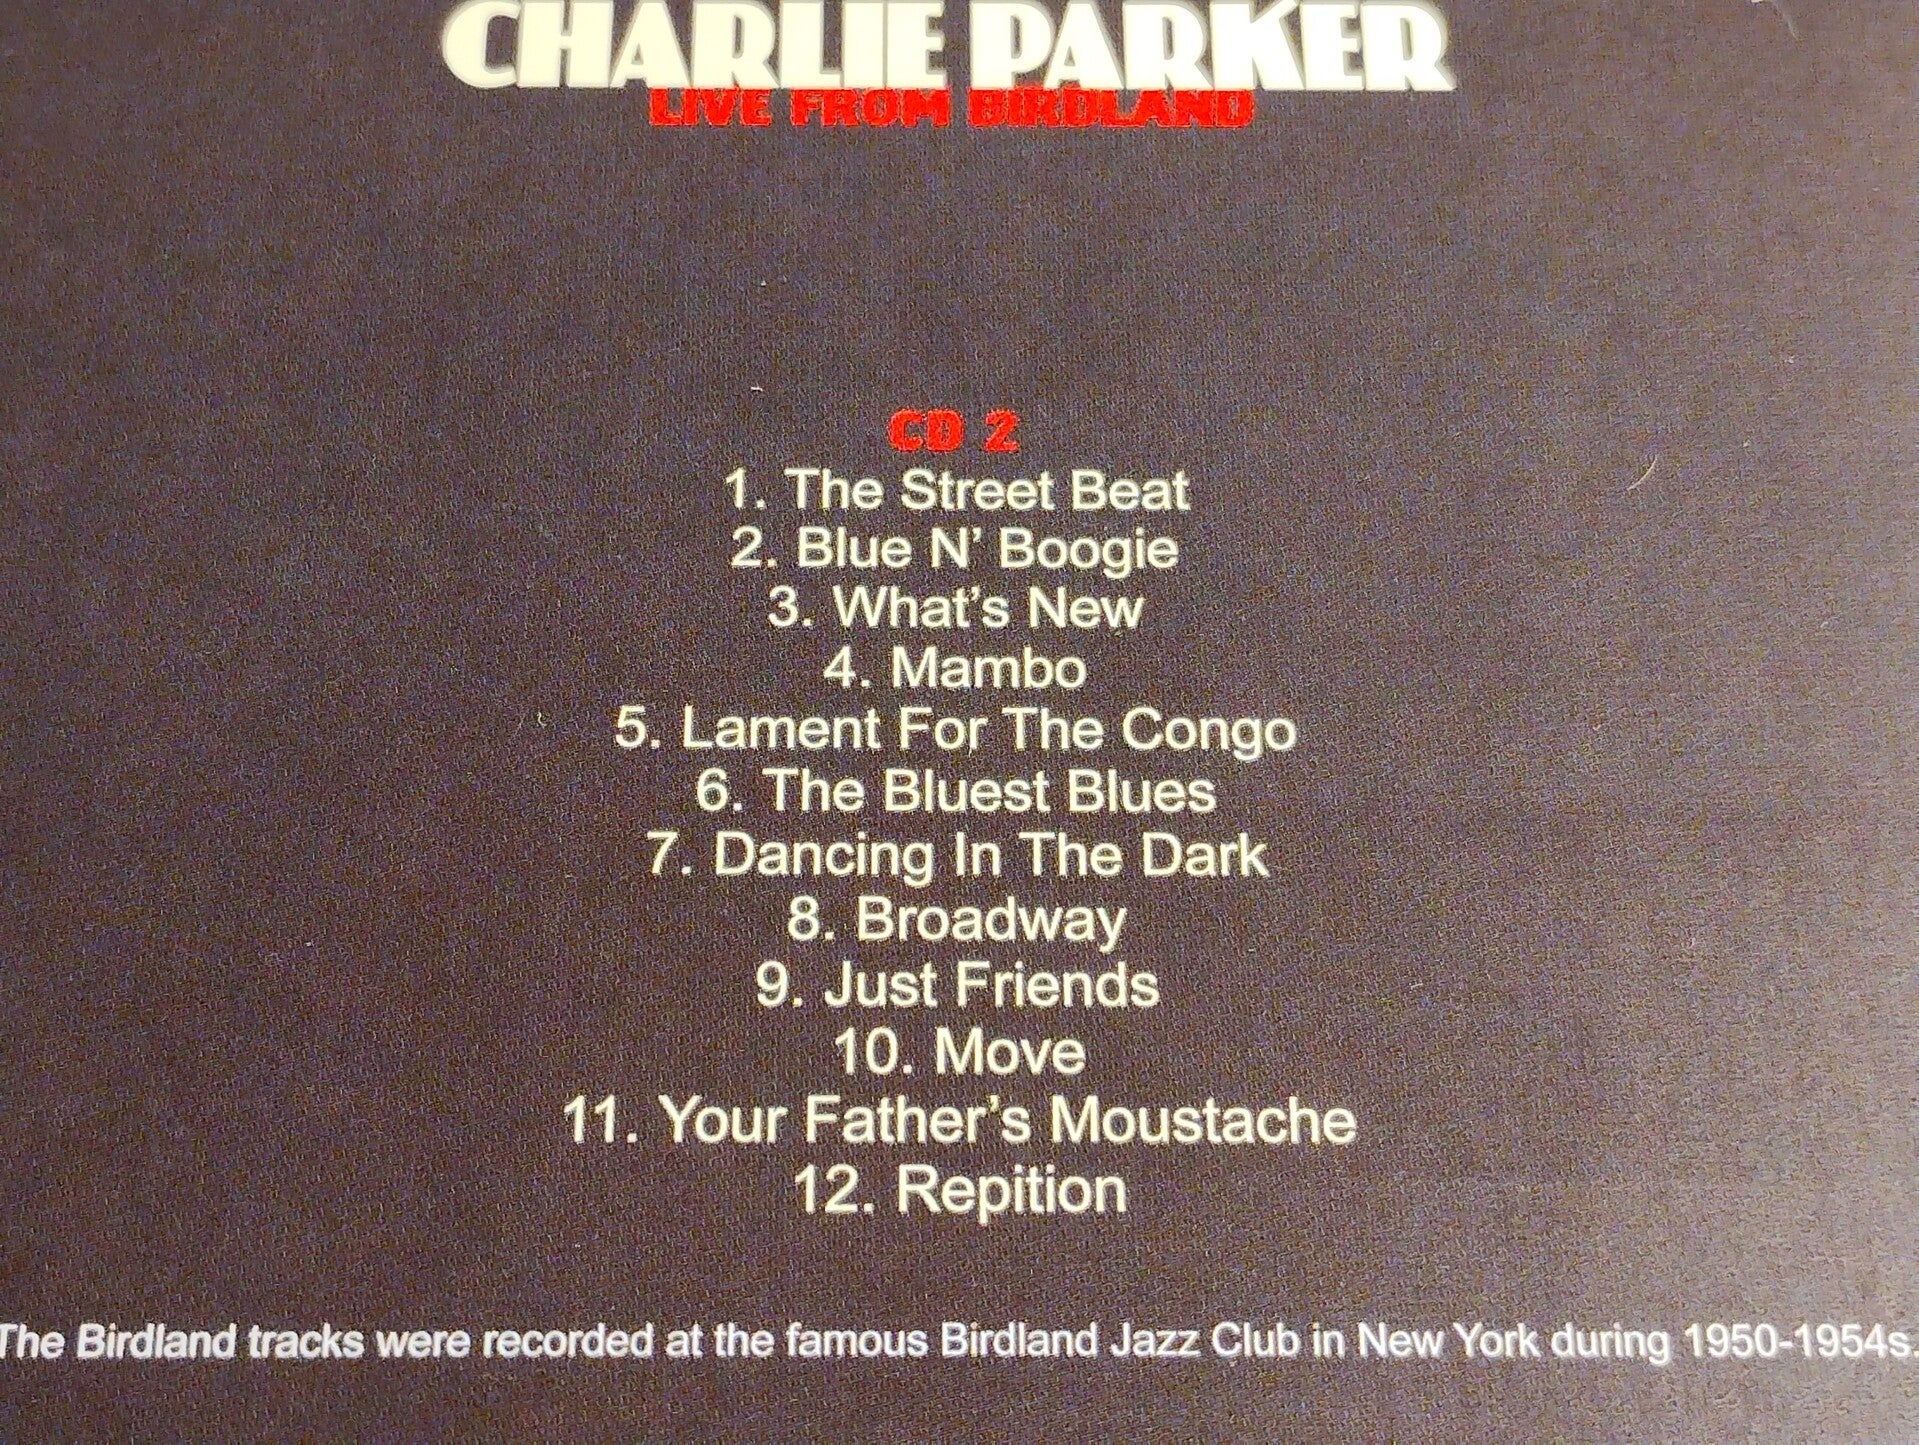 CHARLIE PARKER
LIVE FROM BIRDLAND
CD 2
1. The Street Beat
2. Blue N’ Boogie
3. What’s New
4. Mambo
5. Lament For The Congo
6. The Bluest Blues
7. Dancing In The Dark
8. Broadway
9. Just Friends
10. Move
11. Your Father’s Moustache
12. Repition
The Birdland tracks were recorded at the famous Birdland Jazz Club in New York during 1950-1954s.